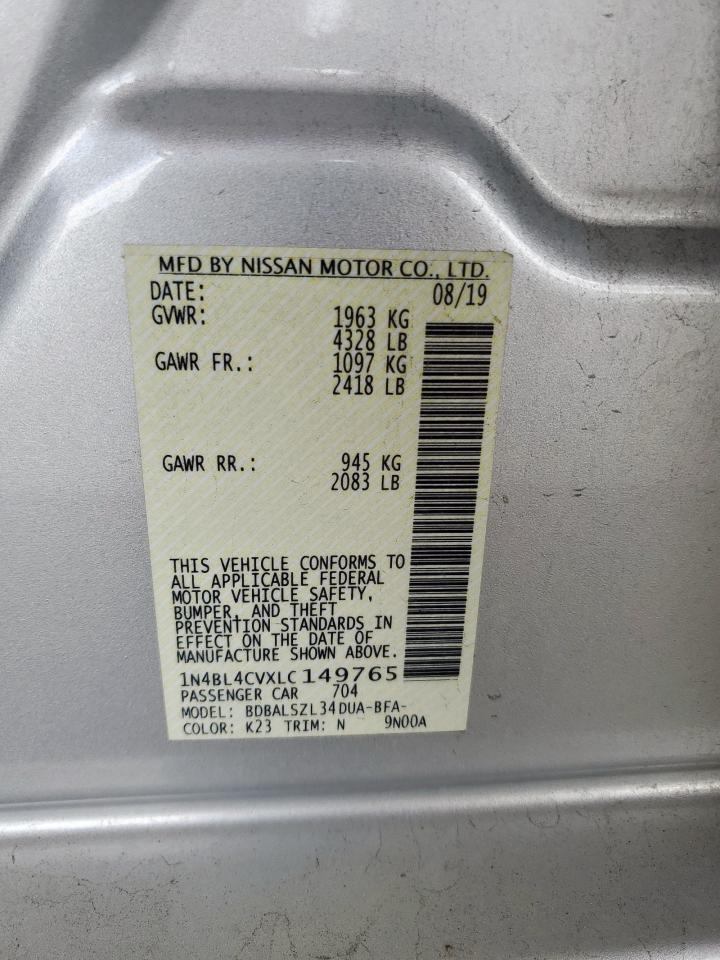 MFD BY NISSAN MOTOR CO., LTD.
DATE: 08/19
GVWR: 1963 KG
4328 LB
GAWR FR.: 1097 KG
2418 LB
GAWR RR.: 945 KG
2083 LB
THIS VEHICLE CONFORMS TO
ALL APPLICABLE FEDERAL
MOTOR VEHICLE SAFETY,
BUMPER, AND THEFT
PREVENTION STANDARDS IN
EFFECT ON THE DATE OF
MANUFACTURE SHOWN ABOVE.
1N4BL4CVXLC149765
PASSENGER CAR 704
MODEL: BDBALSZL34DUA-BFA-
COLOR: K23 TRIM: N 9N00A